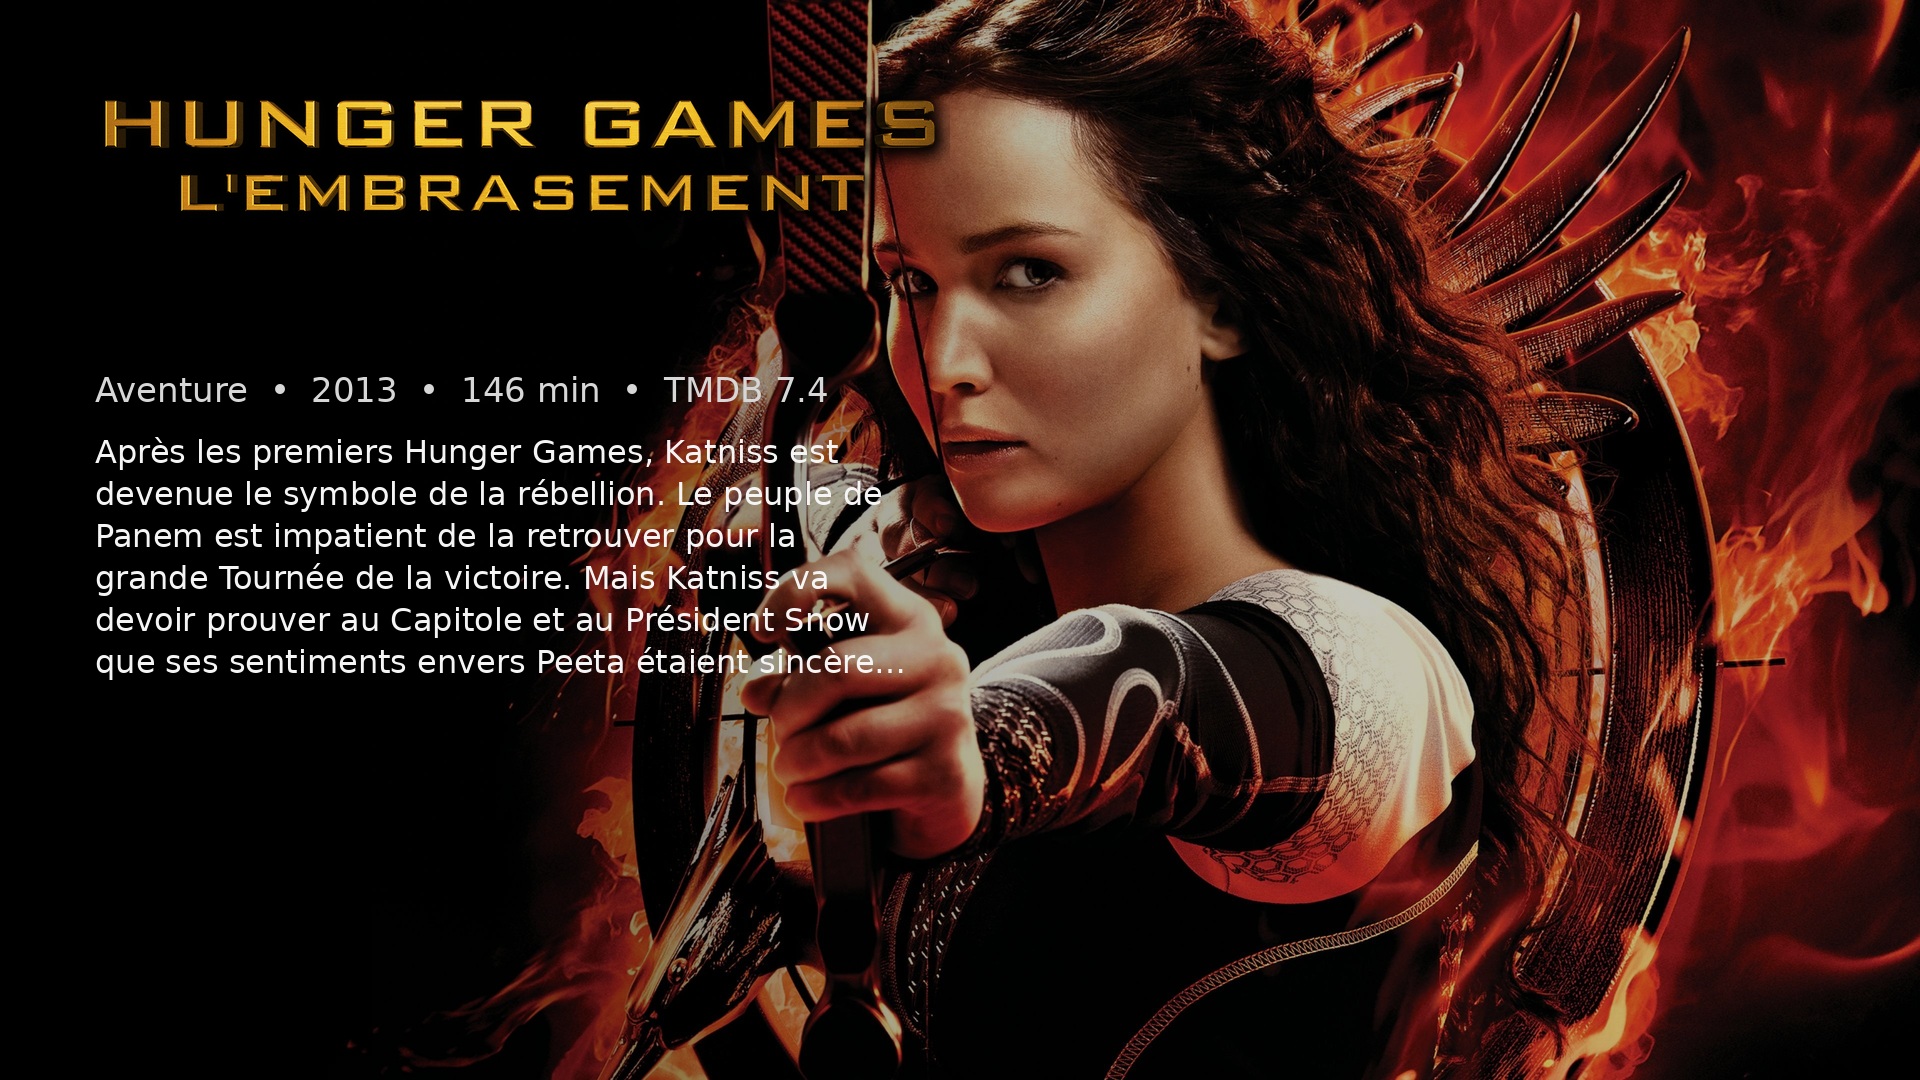 HUNGER GAMES
L'EMBRASEMENT
Aventure • 2013 • 146 min • TMDB 7.4
Après les premiers Hunger Games, Katniss est
devenue le symbole de la rébellion. Le peuple de
Panem est impatient de la retrouver pour la
grande Tournée de la victoire. Mais Katniss va
devoir prouver au Capitole et au Président Snow
que ses sentiments envers Peeta étaient sincère...